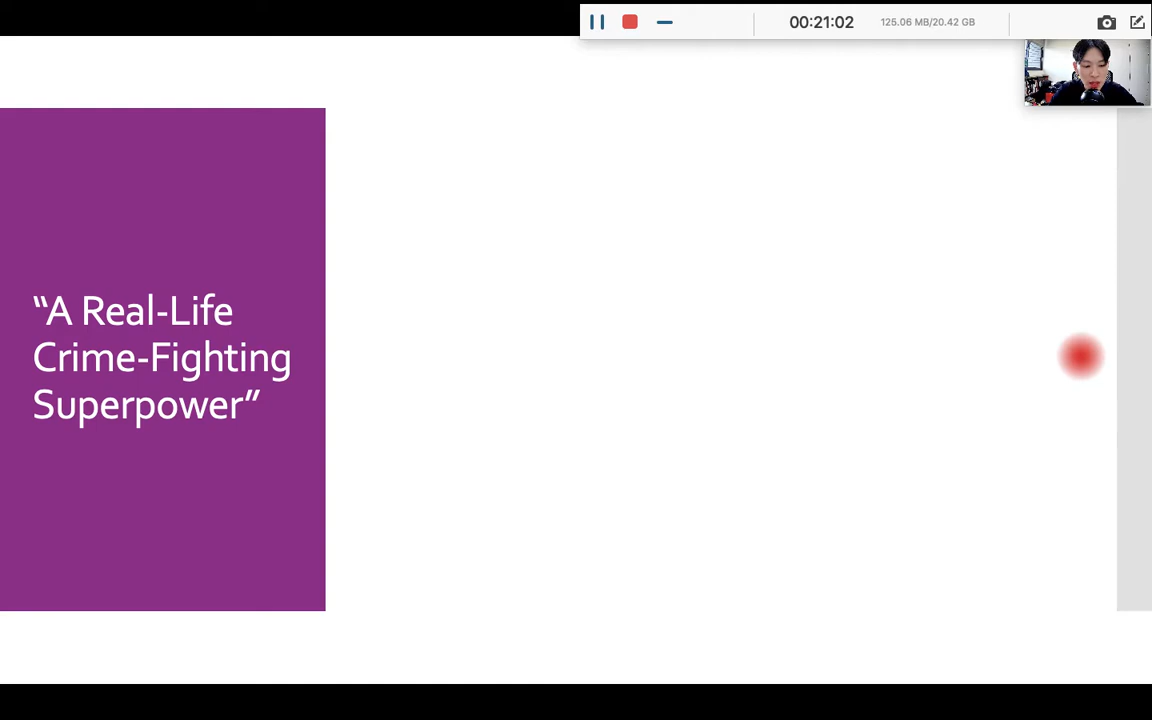 00:21:02
125.06 MB/20.42 GB
“A Real-Life
Crime-Fighting
Superpower”